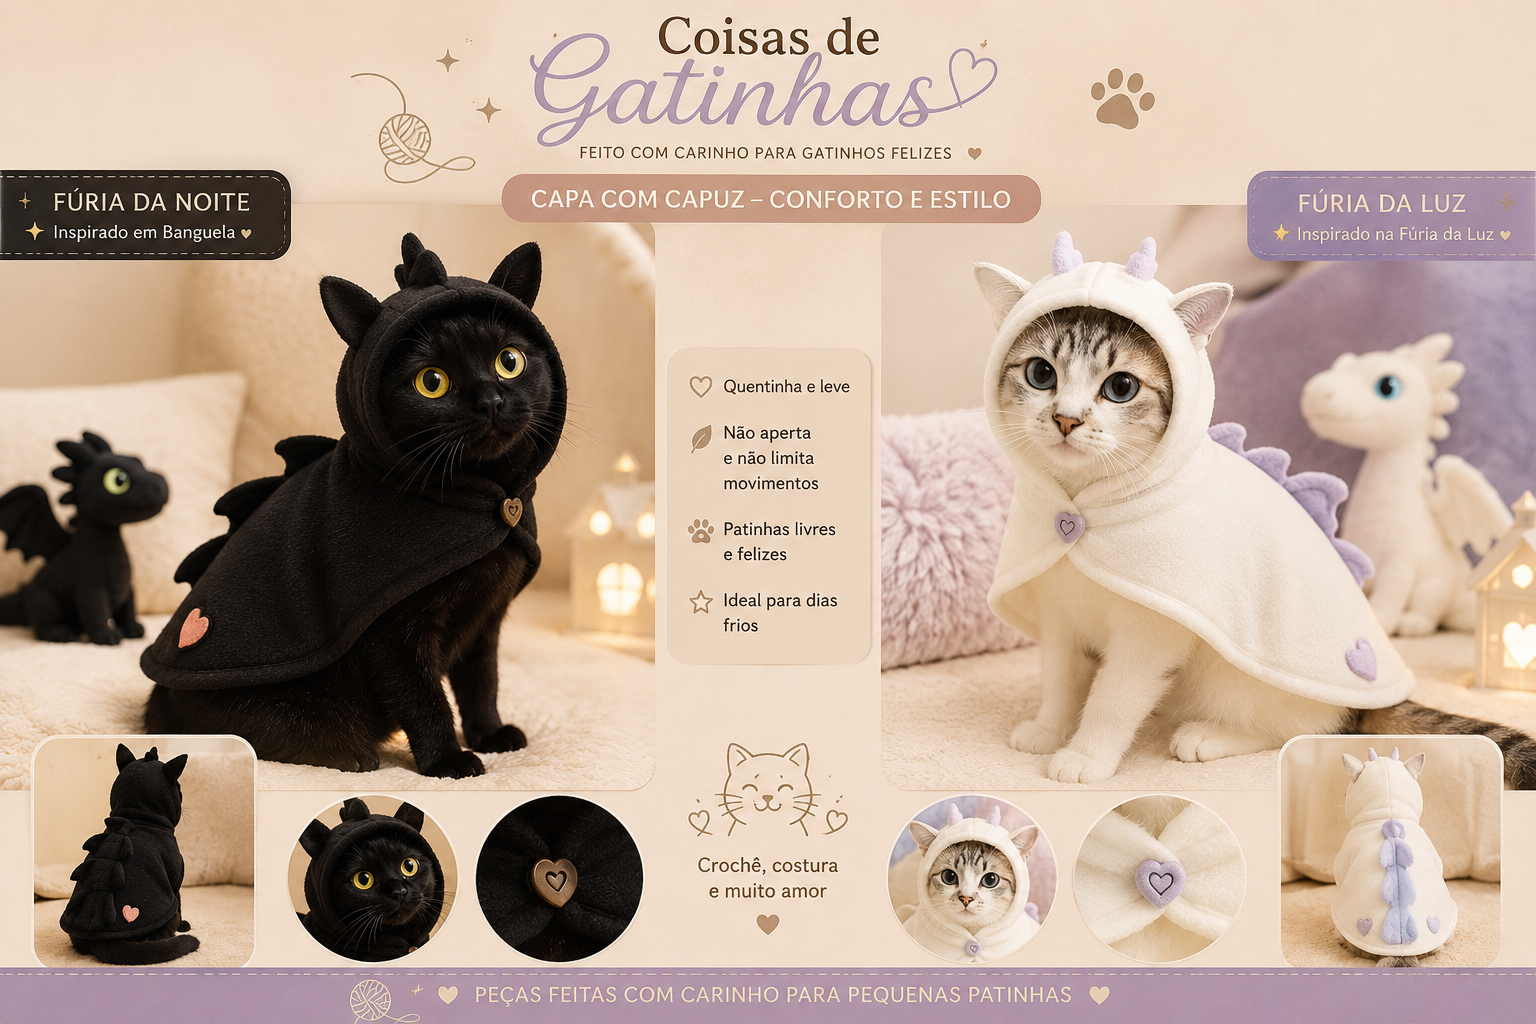 Coisas de
Gatinhas
FEITO COM CARINHO PARA GATINHOS FELIZES
CAPA COM CAPUZ – CONFORTO E ESTILO
FÚRIA DA NOITE
Inspirado em Banguela
FÚRIA DA LUZ
Inspirado na Fúria da Luz
Quentinha e leve
Não aperta
e não limita
movimentos
Patinhas livres
e felizes
Ideal para dias
frios
Crochê, costura
e muito amor
PEÇAS FEITAS COM CARINHO PARA PEQUENAS PATINHAS